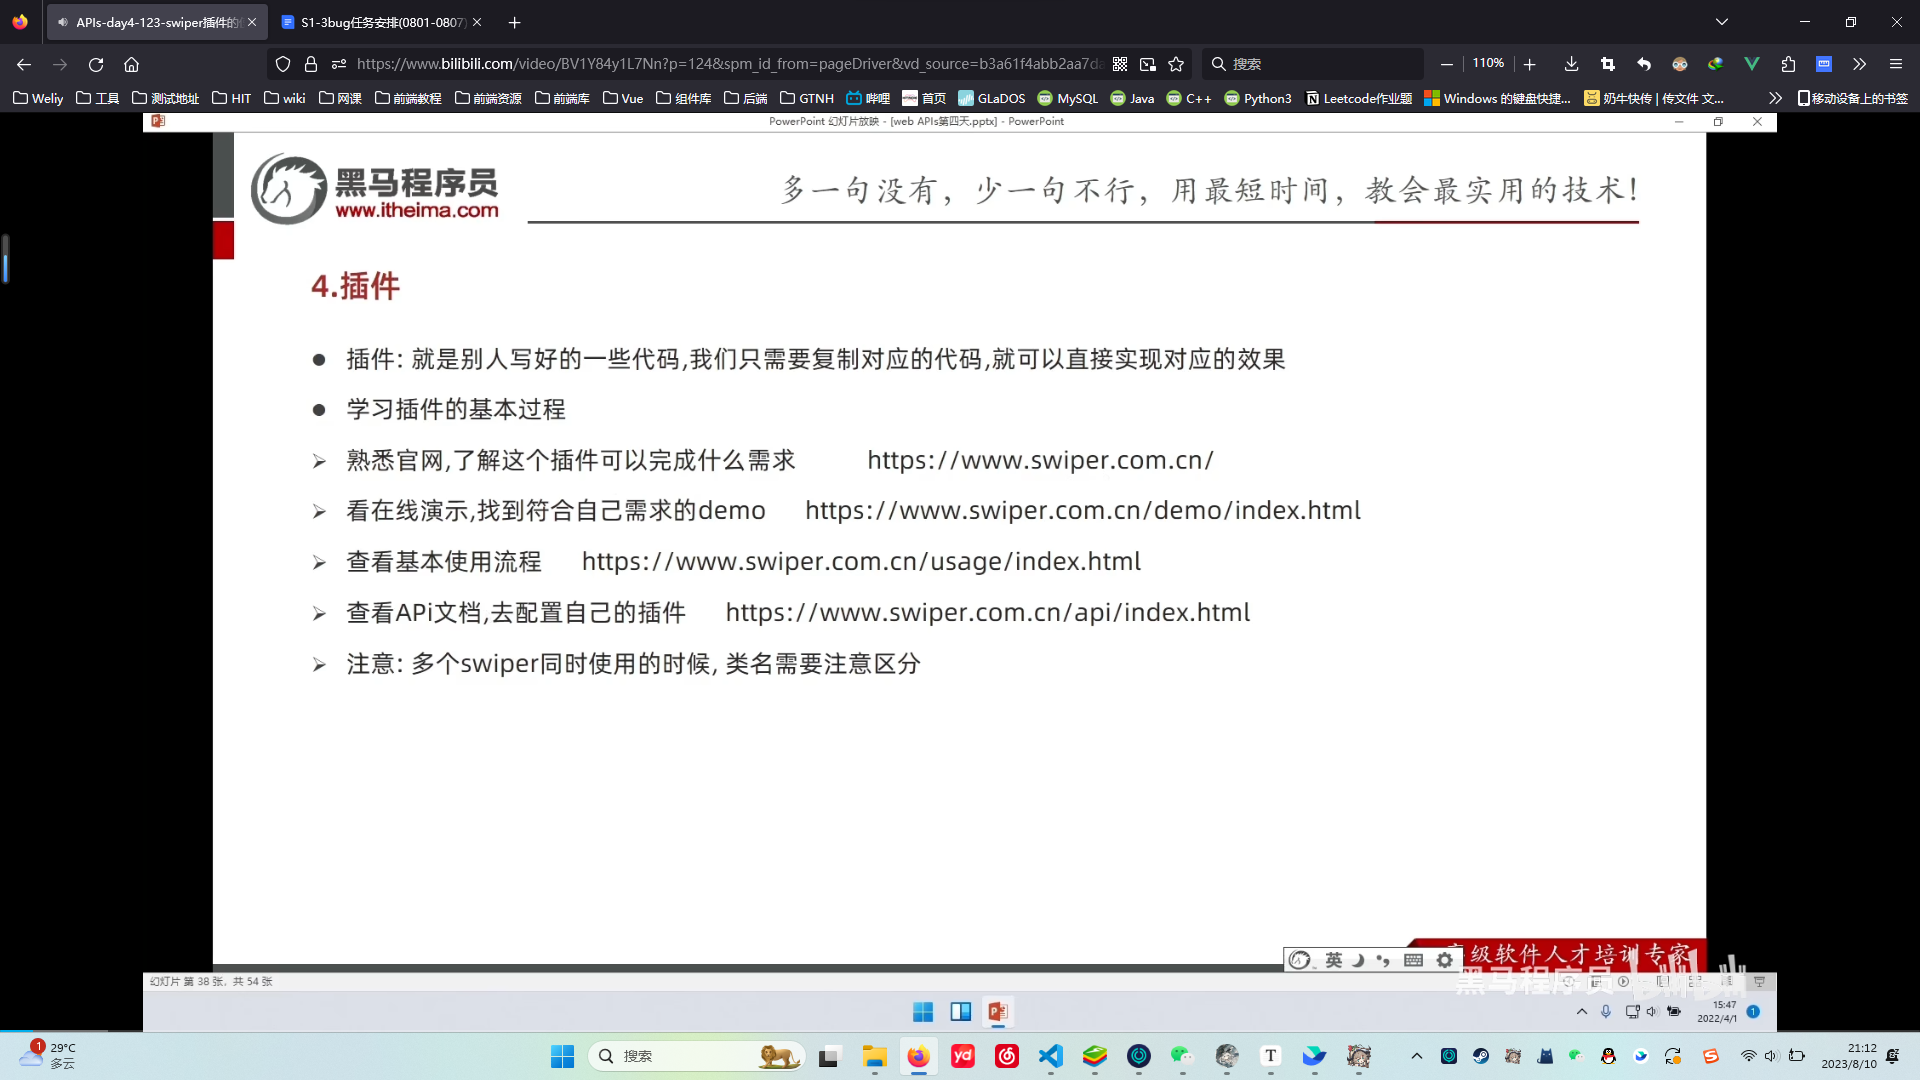 APIs-day4-123-swiper插件的
S1-3bug任务安排(0801-0807)
https://www.bilibili.com/video/BV1Y84y1L7Nn?p=124&spm_id_from=pageDriver&vd_source=b3a61f4abb2aa7da
搜索
110%
Weliy
工具
测试地址
HIT
wiki
网课
前端教程
前端资源
前端库
Vue
组件库
后端
GTNH
哔哩
首页
GLaDOS
MySQL
Java
C++
Python3
Leetcode作业题
Windows 的键盘快捷...
奶牛快传 | 传文件 文...
移动设备上的书签
PowerPoint 幻灯片放映 - [web APIs第四天.pptx] - PowerPoint
黑马程序员
www.itheima.com
多一句没有，少一句不行，用最短时间，教会最实用的技术！
4.插件
插件: 就是别人写好的一些代码,我们只需要复制对应的代码,就可以直接实现对应的效果
学习插件的基本过程
熟悉官网,了解这个插件可以完成什么需求 https://www.swiper.com.cn/
看在线演示,找到符合自己需求的demo https://www.swiper.com.cn/demo/index.html
查看基本使用流程 https://www.swiper.com.cn/usage/index.html
查看APi文档,去配置自己的插件 https://www.swiper.com.cn/api/index.html
注意: 多个swiper同时使用的时候, 类名需要注意区分
级软件人才培训专家
英
黑马程序员
bilibili
幻灯片 第 38 张，共 54 张
15:47
2022/4/1
1
1
29°C
多云
搜索
yd
T
21:12
2023/8/10